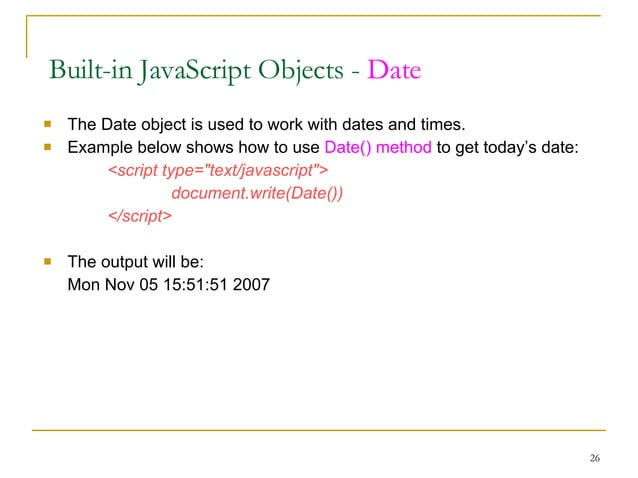 Built-in JavaScript Objects - Date
The Date object is used to work with dates and times.
Example below shows how to use Date() method to get today’s date:
<script type="text/javascript">
document.write(Date())
</script>
The output will be:
Mon Nov 05 15:51:51 2007
26